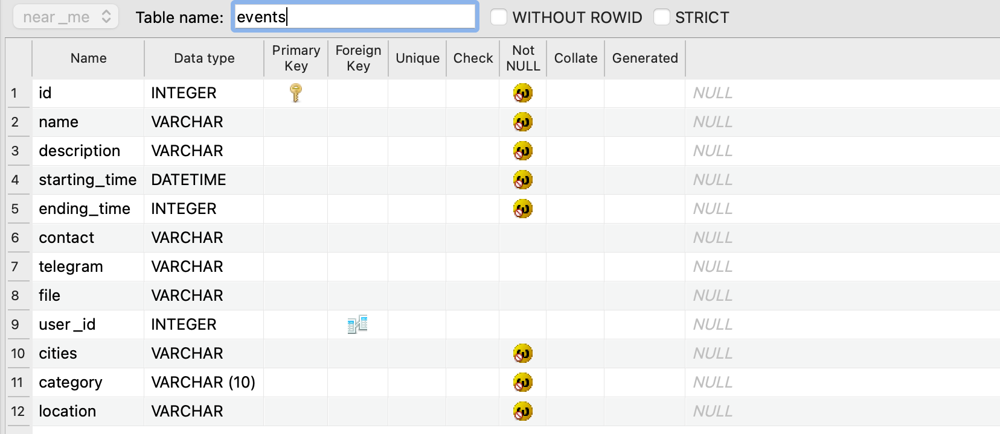 near_me Table name: events WITHOUT ROWID STRICT
Name Data type Primary Key Foreign Key Unique Check Not NULL Collate Generated
1 id INTEGER NULL
2 name VARCHAR NULL
3 description VARCHAR NULL
4 starting_time DATETIME NULL
5 ending_time INTEGER NULL
6 contact VARCHAR NULL
7 telegram VARCHAR NULL
8 file VARCHAR NULL
9 user_id INTEGER NULL
10 cities VARCHAR NULL
11 category VARCHAR (10) NULL
12 location VARCHAR NULL